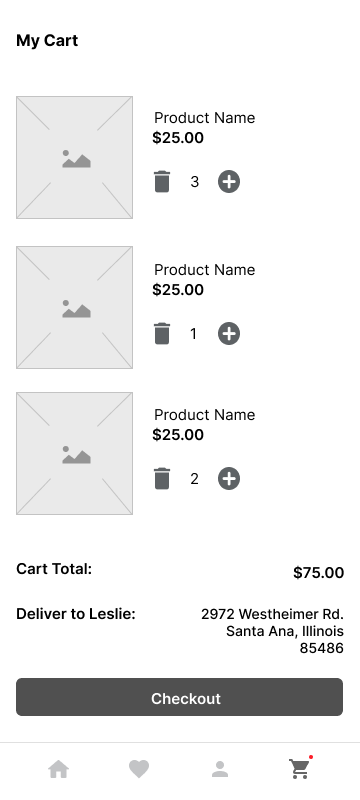 My Cart
Product Name
$25.00
3
Product Name
$25.00
1
Product Name
$25.00
2
Cart Total:
$75.00
Deliver to Leslie:
2972 Westheimer Rd.
Santa Ana, Illinois
85486
Checkout